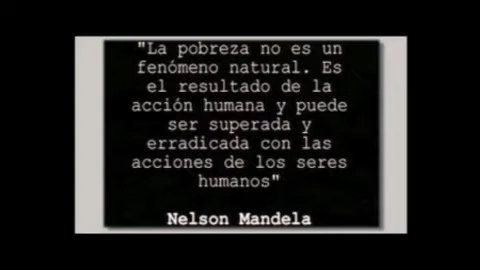 "La pobreza no es un
fenómeno natural. Es
el resultado de la
acción humana y puede
ser superada y
erradicada con las
acciones de los seres
humanos"
Nelson Mandela